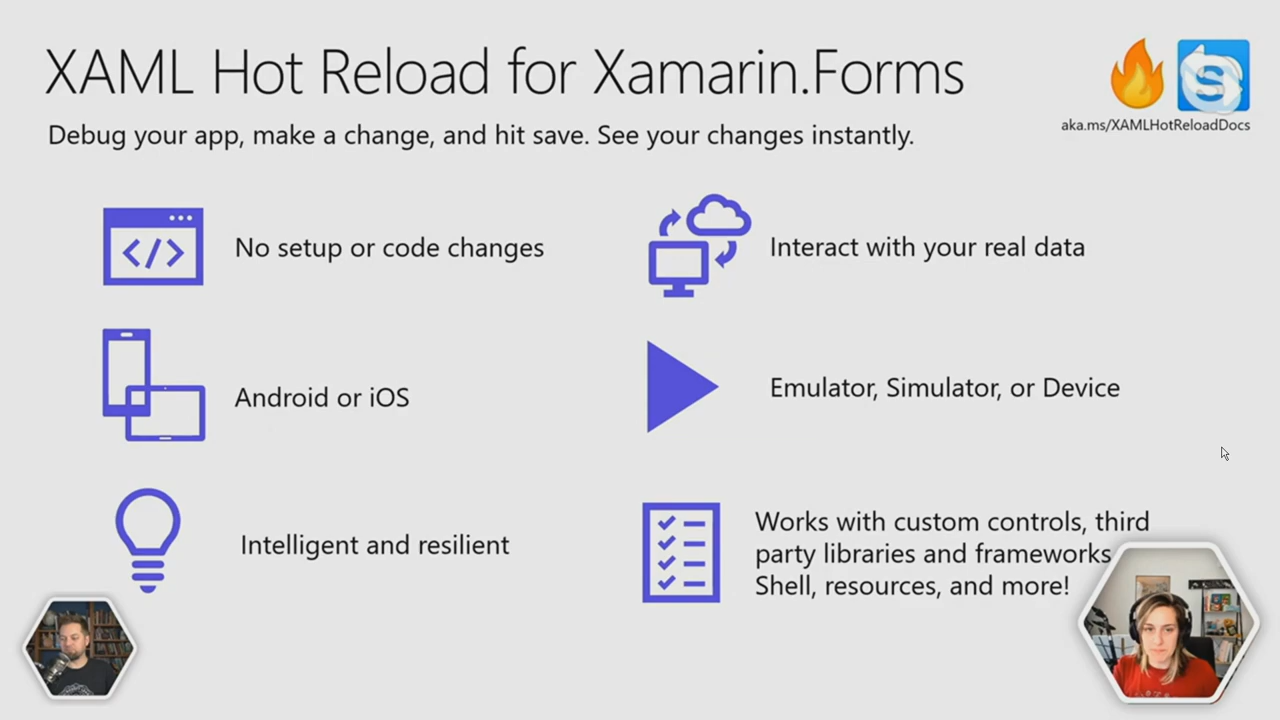 XAML Hot Reload for Xamarin.Forms
Debug your app, make a change, and hit save. See your changes instantly.
aka.ms/XAMLHotReloadDocs
No setup or code changes
Interact with your real data
Android or iOS
Emulator, Simulator, or Device
Intelligent and resilient
Works with custom controls, third
party libraries and frameworks
Shell, resources, and more!